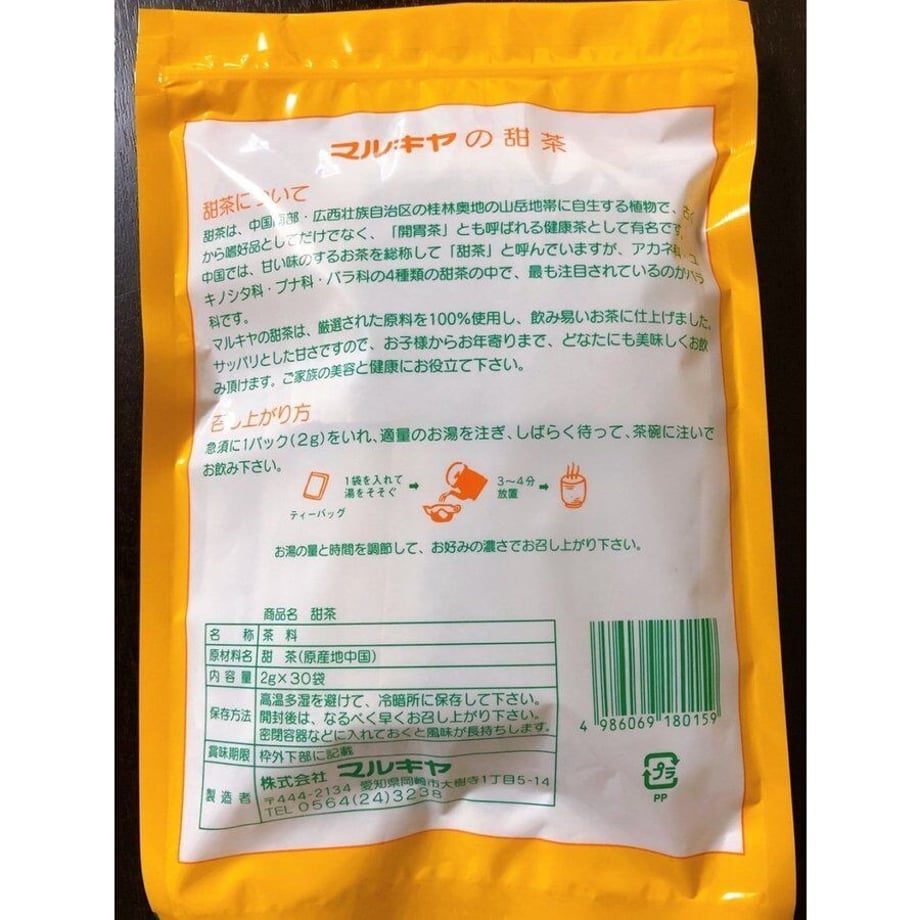 マルキヤの甜茶
甜茶について
甜茶は、中国南部・広西壮族自治区の桂林奥地の山岳地帯に自生する植物で、古く
から嗜好品としてだけでなく、「開胃茶」とも呼ばれる健康茶として有名です。
中国では、甘い味のするお茶を総称して「甜茶」と呼んでいますが、アカネ科・ユ
キノシタ科・ブナ科・バラ科の4種類の甜茶の中で、最も注目されているのがバラ
科です。
マルキヤの甜茶は、厳選された原料を100%使用し、飲み易いお茶に仕上げました。
サッパリとした甘さですので、お子様からお年寄りまで、どなたにも美味しくお飲
み頂けます。ご家族の美容と健康にお役立て下さい。
召し上がり方
急須に1パック(2g)をいれ、適量のお湯を注ぎ、しばらく待って、茶碗に注いで
お飲み下さい。
ティーバッグ
1袋を入れて
湯をそそぐ
3〜4分
放置
お湯の量と時間を調節して、お好みの濃さでお召し上がり下さい。
商品名 甜茶
名称 茶料
原材料名 甜茶(原産地中国)
内容量 2g×30袋
保存方法 高温多湿を避けて、冷暗所に保存して下さい。
開封後は、なるべく早くお召し上がり下さい。
密閉容器などに入れておくと風味が長持ちします。
賞味期限 枠外下部に記載
製造者 株式会社 マルキヤ
〒444-2134 愛知県岡崎市大樹寺1丁目5-14
TEL 0564(24)3238
4 986069 180159
プラ
PP